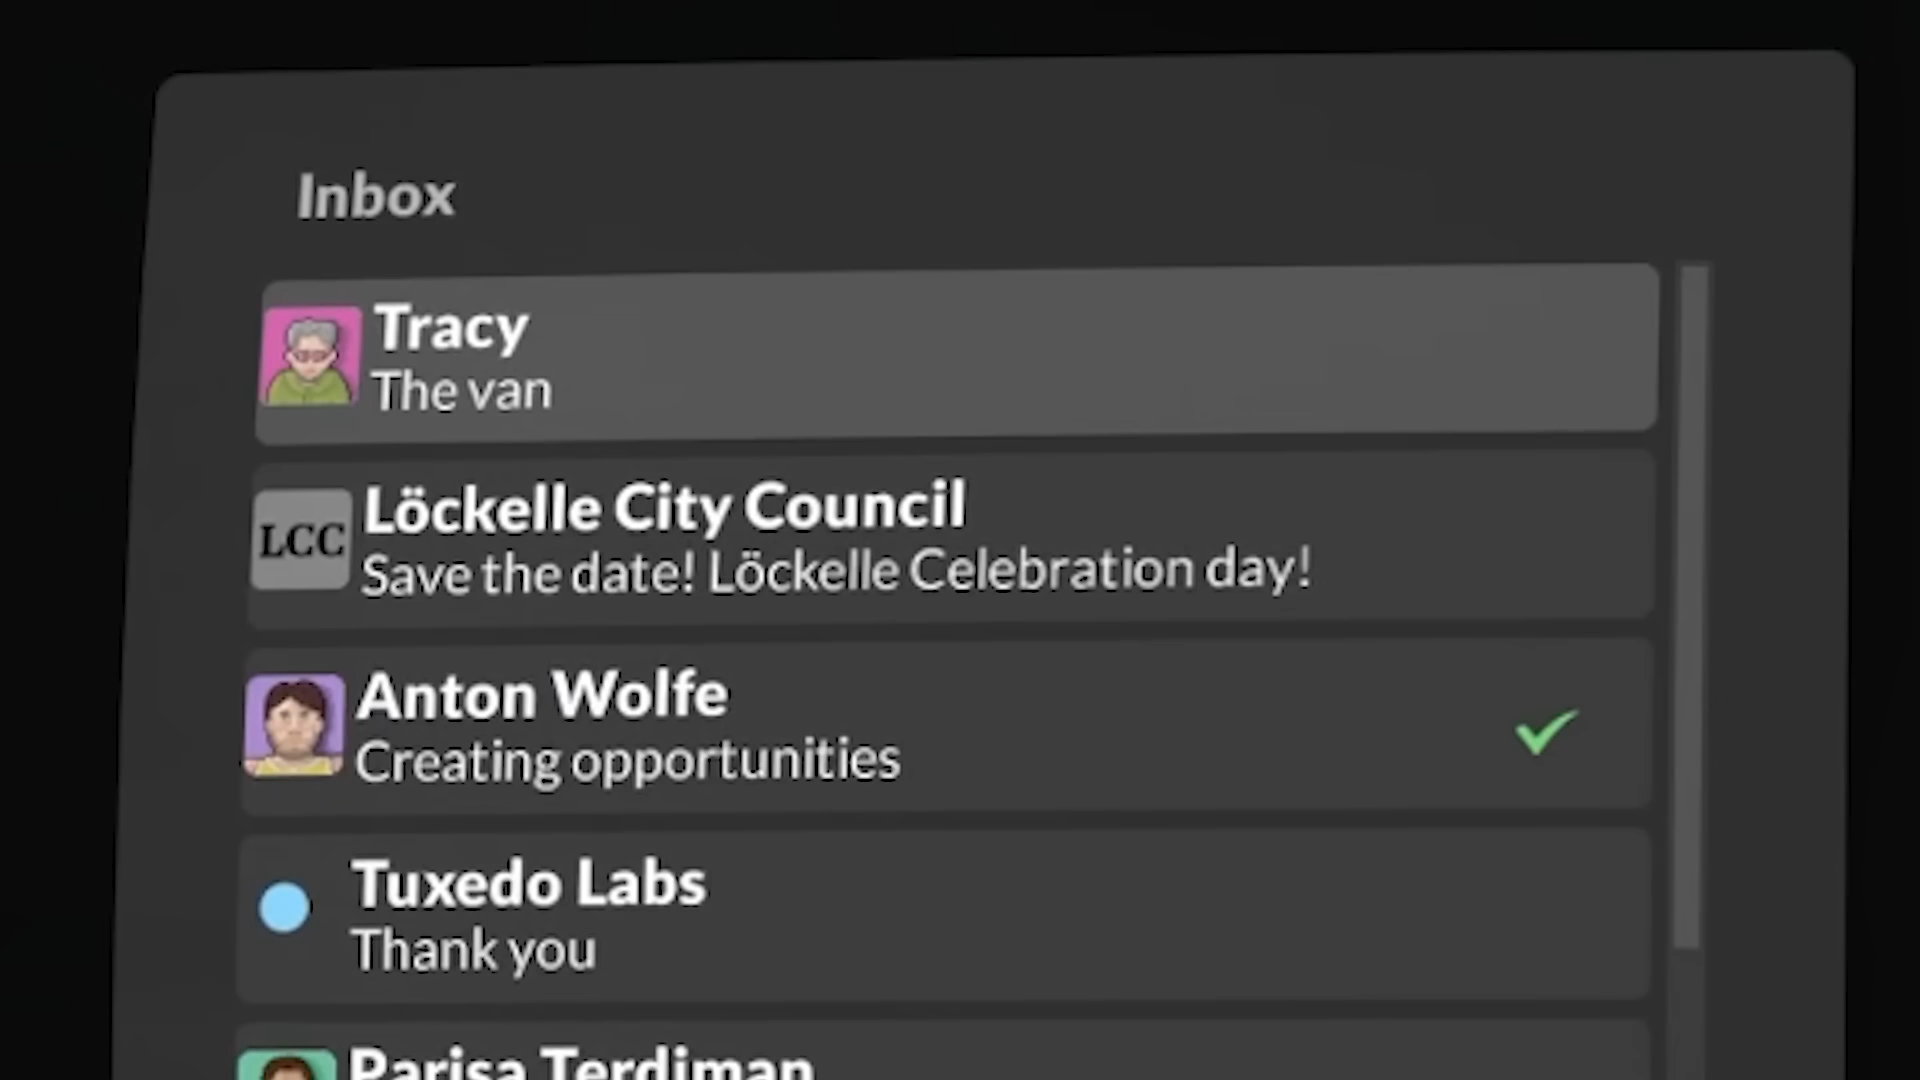 Inbox
Tracy
The van
LCC
Löckelle City Council
Save the date! Löckelle Celebration day!
Anton Wolfe
Creating opportunities
Tuxedo Labs
Thank you
Parisa Terdiman